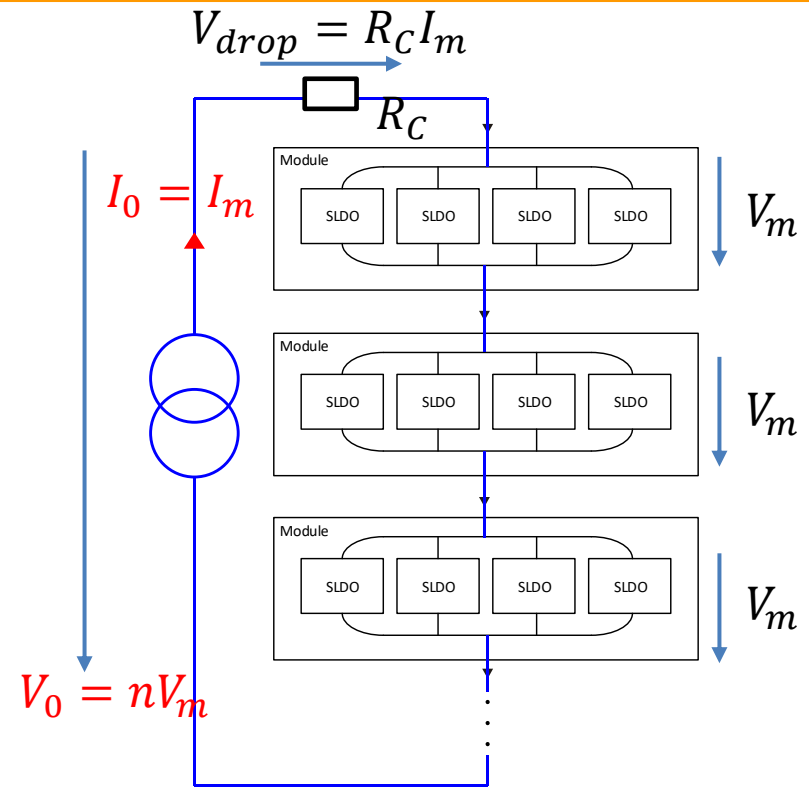 V_drop = R_C I_m
R_C
Module
I_0 = I_m
SLDO SLDO SLDO SLDO
V_m
Module
SLDO SLDO SLDO SLDO
V_m
Module
SLDO SLDO SLDO SLDO
V_m
V_0 = nV_m